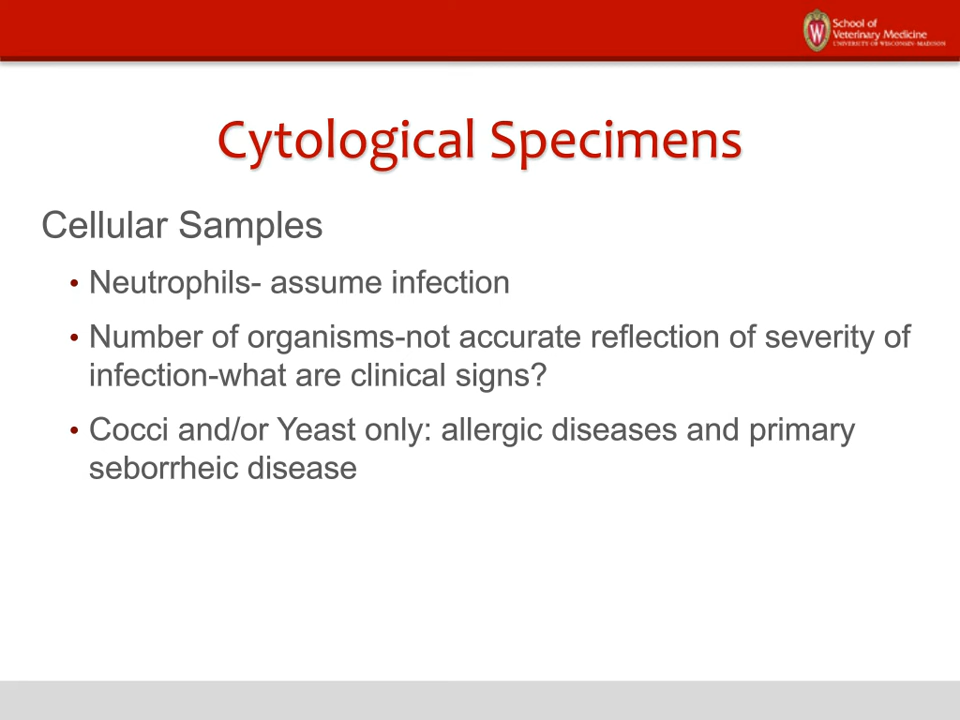 School of
Veterinary Medicine
UNIVERSITY OF WISCONSIN-MADISON
Cytological Specimens
Cellular Samples
• Neutrophils- assume infection
• Number of organisms-not accurate reflection of severity of
infection-what are clinical signs?
• Cocci and/or Yeast only: allergic diseases and primary
seborrheic disease